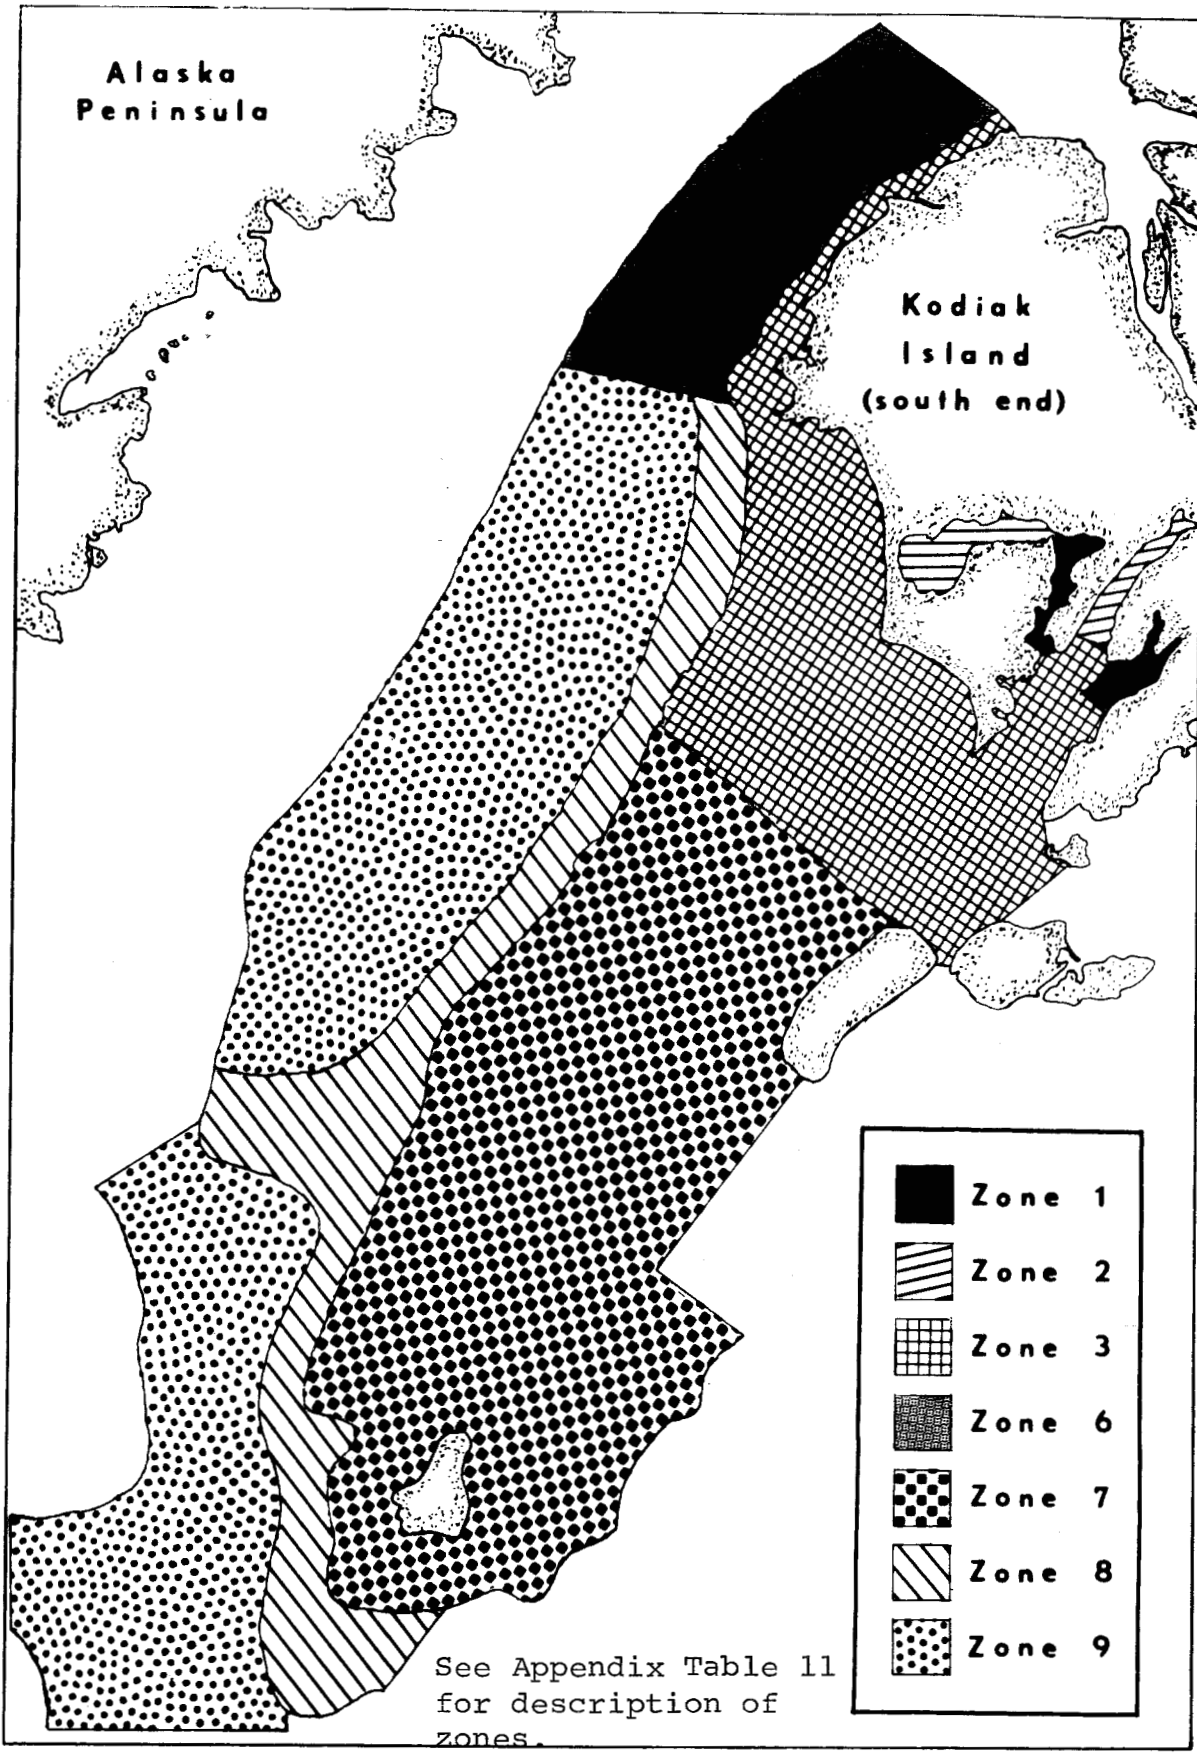 Alaska
Peninsula
Kodiak
Island
(south end)
Zone 1
Zone 2
Zone 3
Zone 6
Zone 7
Zone 8
Zone 9
See Appendix Table 11
for description of
zones.